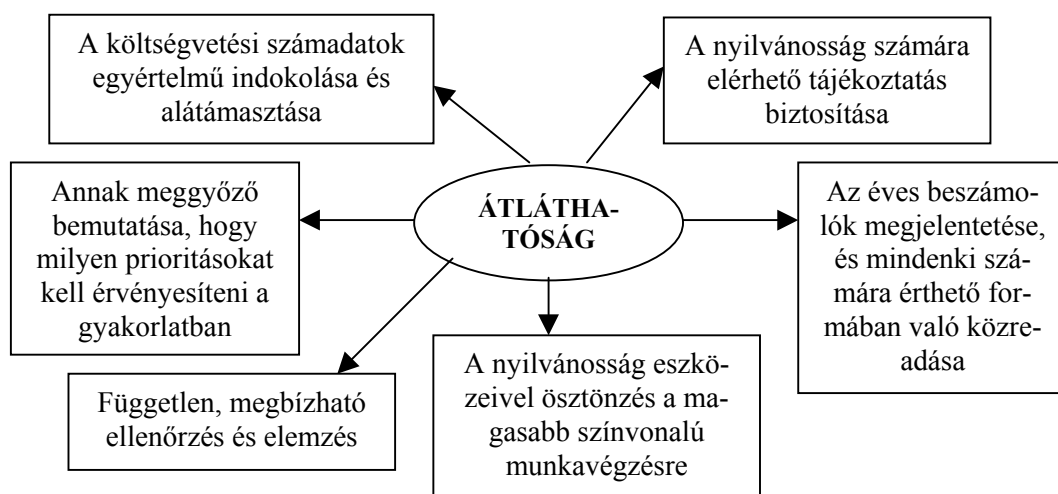 A költségvetési számadatok
egyértelmű indokolása és
alátámasztása
A nyilvánosság számára
elérhető tájékoztatás
biztosítása
Annak meggyőző
bemutatása, hogy
milyen prioritásokat
kell érvényesíteni a
gyakorlatban
ÁTLÁTHA-
TÓSÁG
Az éves beszámo-
lók megjelentetése,
és mindenki szá-
mára érthető for-
mában való közre-
adása
Független, megbízható
ellenőrzés és elemzés
A nyilvánosság eszkö-
zeivel ösztönzés a ma-
gasabb színvonalú
munkavégzésre